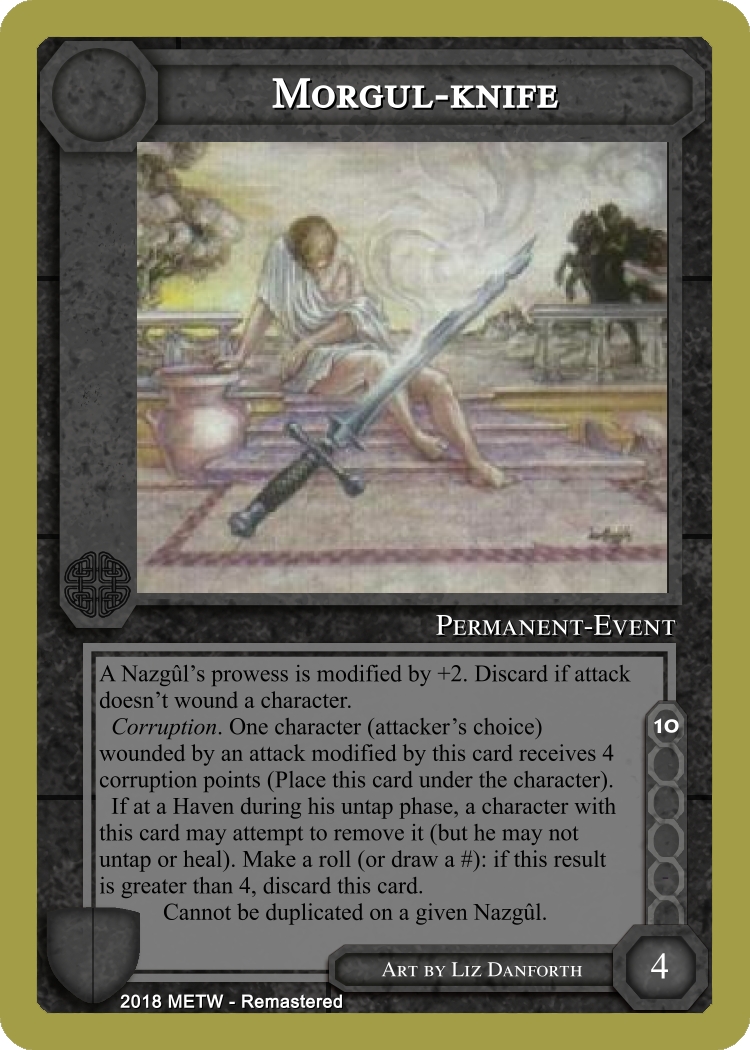 Morgul-knife
Permanent-Event
A Nazgûl's prowess is modified by +2. Discard if attack
doesn't wound a character.
Corruption. One character (attacker's choice)
wounded by an attack modified by this card receives 4
corruption points (Place this card under the character).
If at a Haven during his untap phase, a character with
this card may attempt to remove it (but he may not
untap or heal). Make a roll (or draw a #): if this result
is greater than 4, discard this card.
Cannot be duplicated on a given Nazgûl.
10
Art by Liz Danforth
4
2018 METW - Remastered